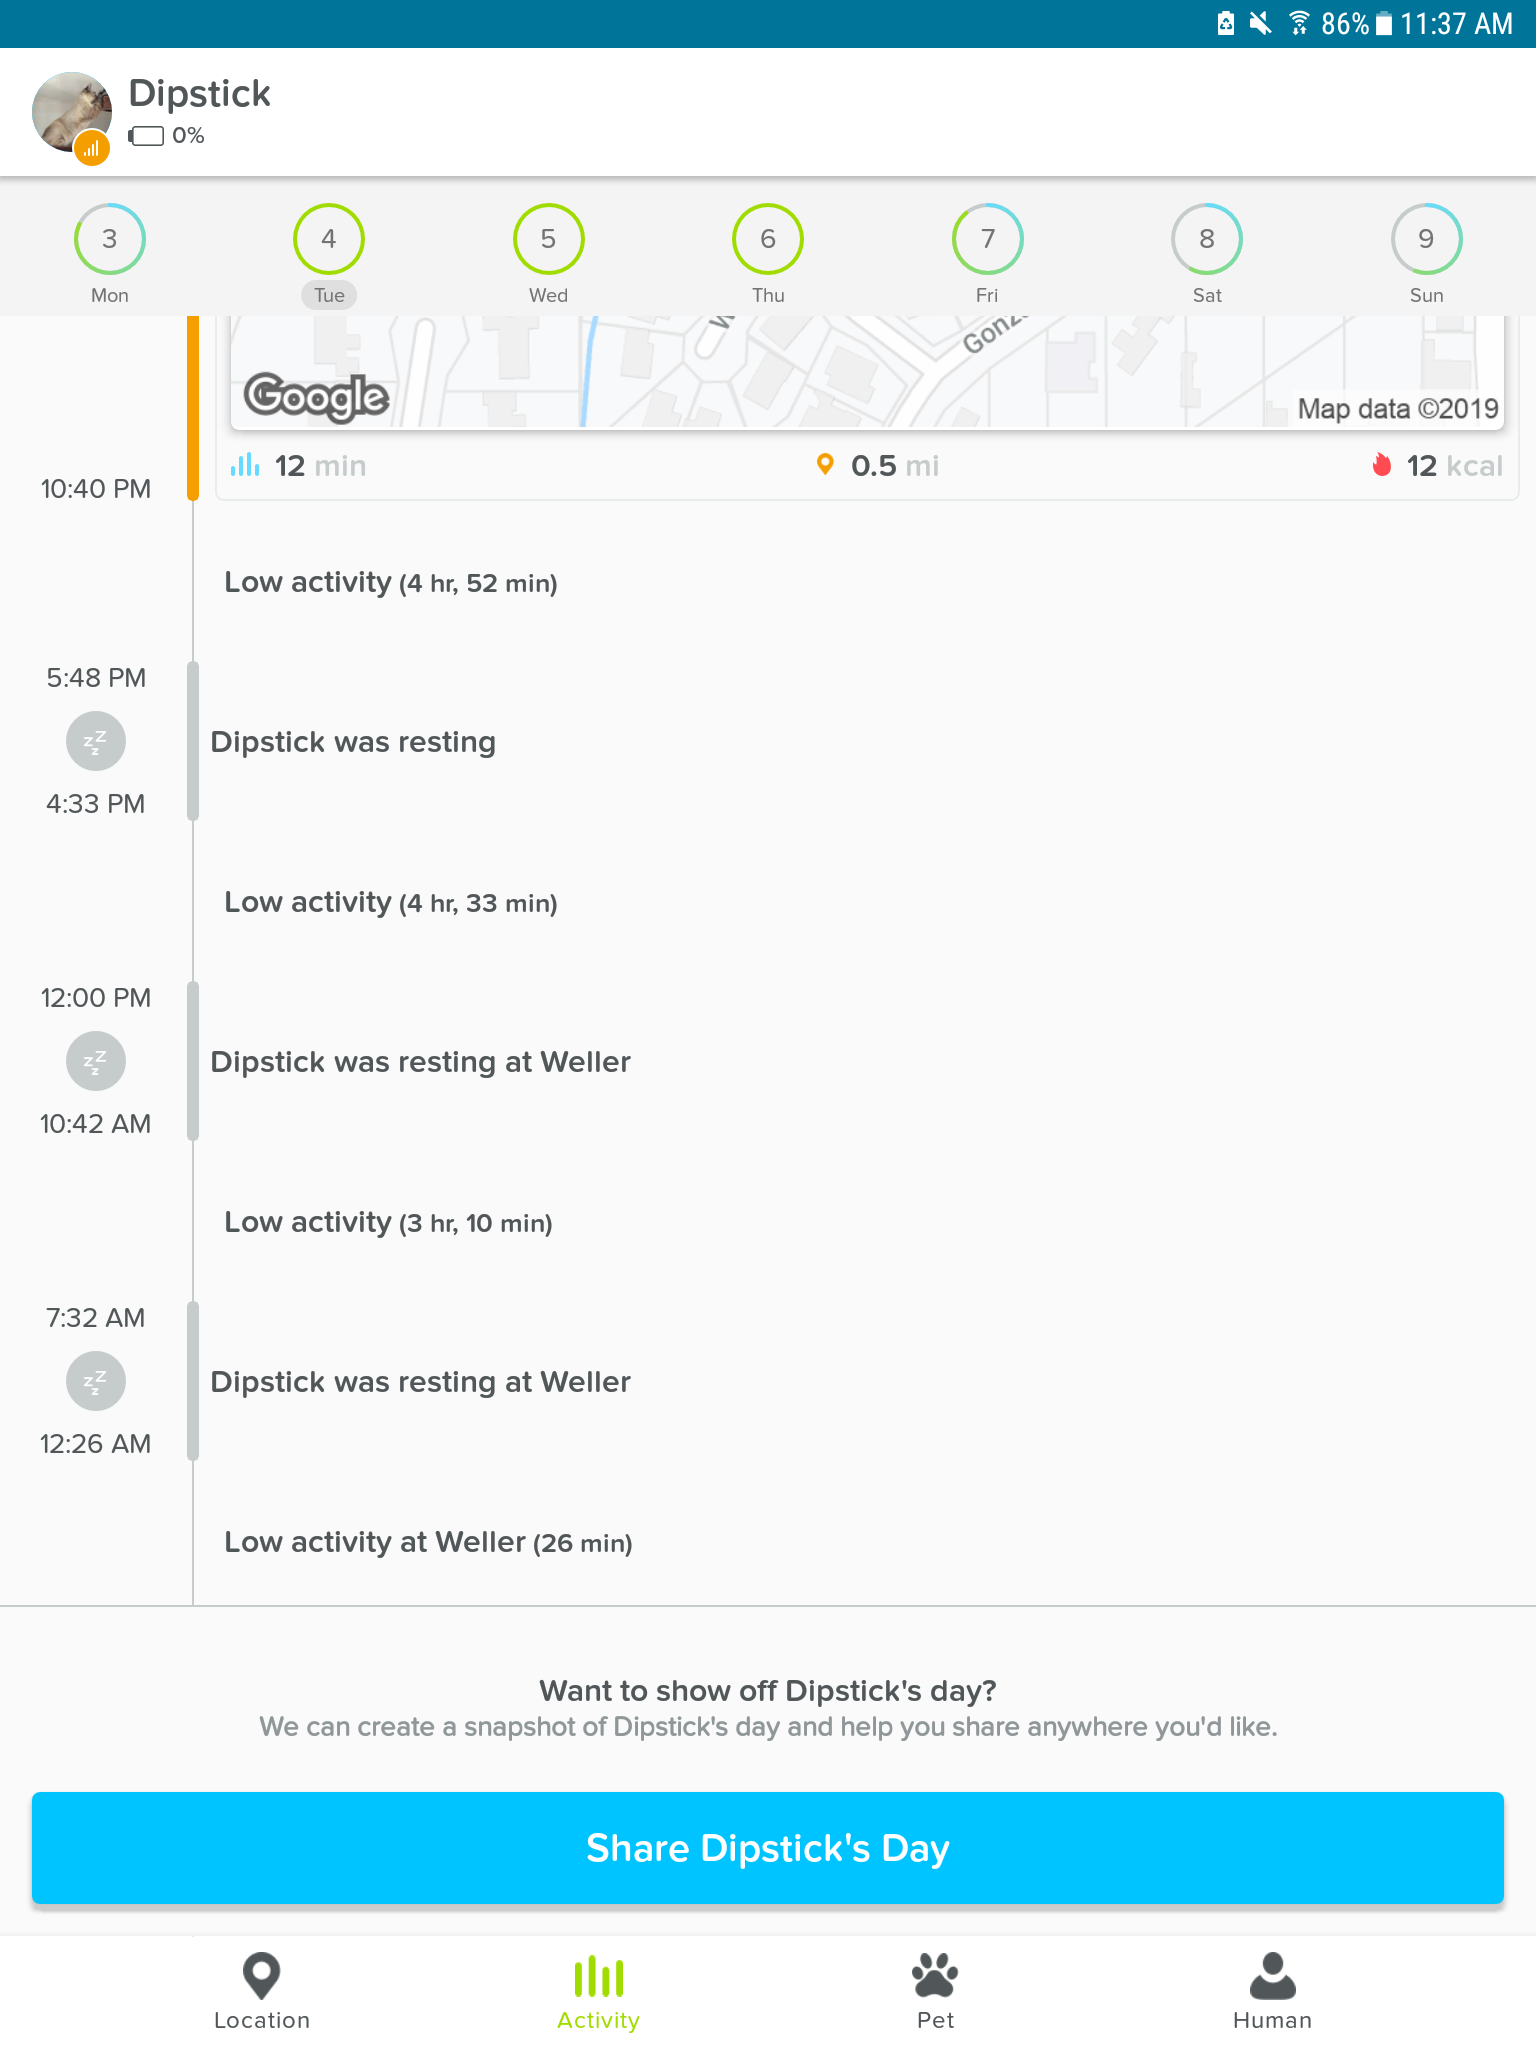 86% 11:37 AM
Dipstick
0%
3 4 5 6 7 8 9
Mon Tue Wed Thu Fri Sat Sun
Google
Map data ©2019
12 min 0.5 mi 12 kcal
10:40 PM
Low activity (4 hr, 52 min)
5:48 PM
zzz
Dipstick was resting
4:33 PM
Low activity (4 hr, 33 min)
12:00 PM
zzz
Dipstick was resting at Weller
10:42 AM
Low activity (3 hr, 10 min)
7:32 AM
zzz
Dipstick was resting at Weller
12:26 AM
Low activity at Weller (26 min)
Want to show off Dipstick's day?
We can create a snapshot of Dipstick's day and help you share anywhere you'd like.
Share Dipstick's Day
Location Activity Pet Human